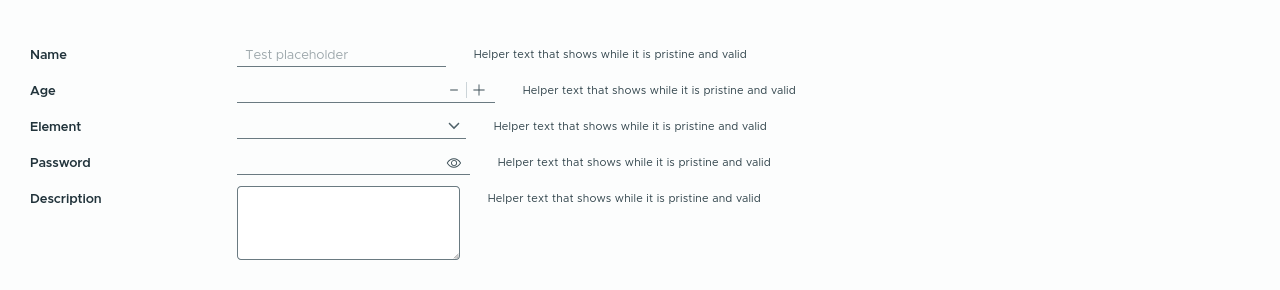 Name Test placeholder Helper text that shows while it is pristine and valid
Age Helper text that shows while it is pristine and valid
Element Helper text that shows while it is pristine and valid
Password Helper text that shows while it is pristine and valid
Description Helper text that shows while it is pristine and valid